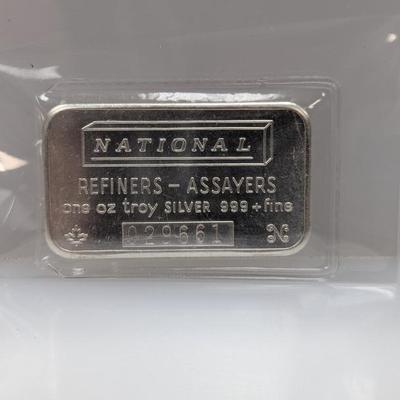 NATIONAL
REFINERS - ASSAYERS
one oz troy SILVER 999+fine
029661